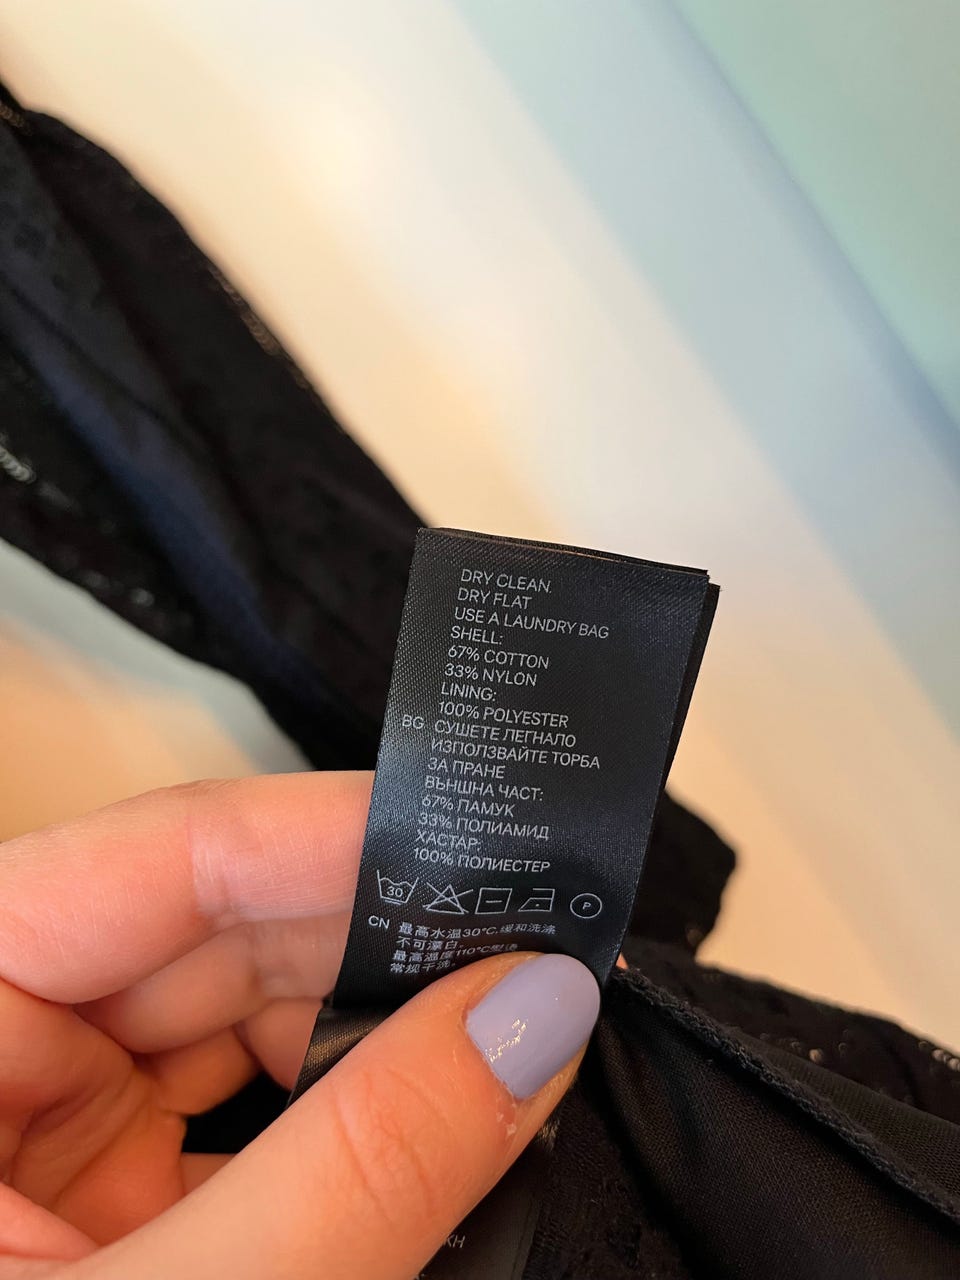 DRY CLEAN.
DRY FLAT
USE A LAUNDRY BAG
SHELL:
67% COTTON
33% NYLON
LINING:
100% POLYESTER
BG СУШЕТЕ ЛЕГНАЛО
ИЗПОЛЗВАЙТЕ ТОРБА
ЗА ПРАНЕ
ВЪНШНА ЧАСТ:
67% ПАМУК
33% ПОЛИАМИД
ХАСТАР:
100% ПОЛИЕСТЕР
30 P
CN 最高水温30°C.缓和洗涤
不可漂白.
最高温度110°C熨烫
常规干洗.
KH